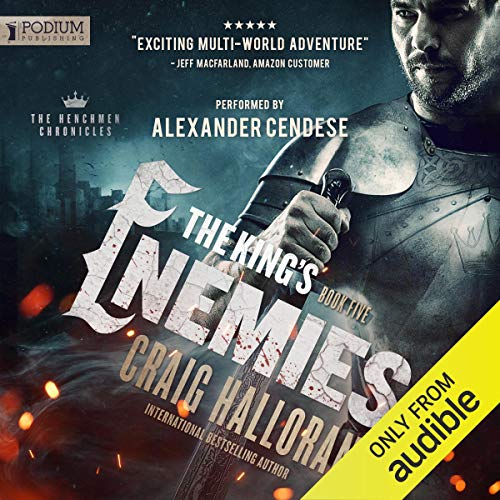 PODIUM
PUBLISHING
★★★★★
"EXCITING MULTI-WORLD ADVENTURE"
- JEFF MACFARLAND, AMAZON CUSTOMER
PERFORMED BY
ALEXANDER CENDESE
THE HENCHMEN
CHRONICLES
THE KING'S
BOOK FIVE
ENEMIES
CRAIG HALLORAN
INTERNATIONAL BESTSELLING AUTHOR
ONLY FROM
audible